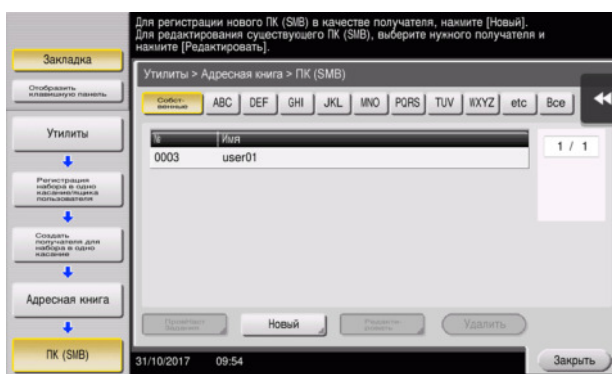 Для регистрации нового ПК (SMB) в качестве получателя, нажмите [Новый].
Для редактирования существующего ПК (SMB), выберите нужного получателя и
нажмите [Редактировать].
Закладка
Отобразить
клавишную панель
Утилиты
Регистрация
набора в одно
касание/ящика
пользователя
Создать
получателя для
набора в одно
касание
Адресная книга
ПК (SMB)
Утилиты > Адресная книга > ПК (SMB)
Собст-
венные
ABC DEF GHI JKL MNO PQRS TUV WXYZ etc Все
№ Имя
0003 user01
1 / 1
Новый
Редакти-
ровать
Удалить
31/10/2017 09:54
Закрыть